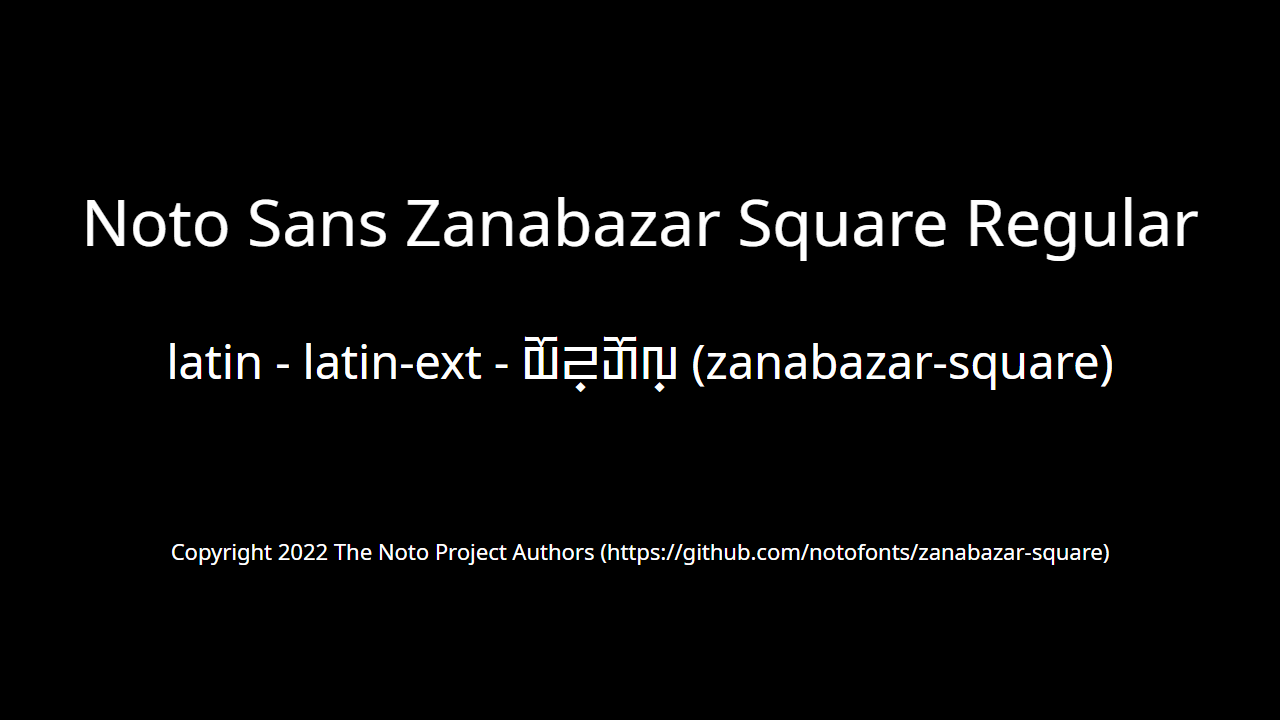 Noto Sans Zanabazar Square Regular
latin - latin-ext - (zanabazar-square)
Copyright 2022 The Noto Project Authors (https://github.com/notofonts/zanabazar-square)